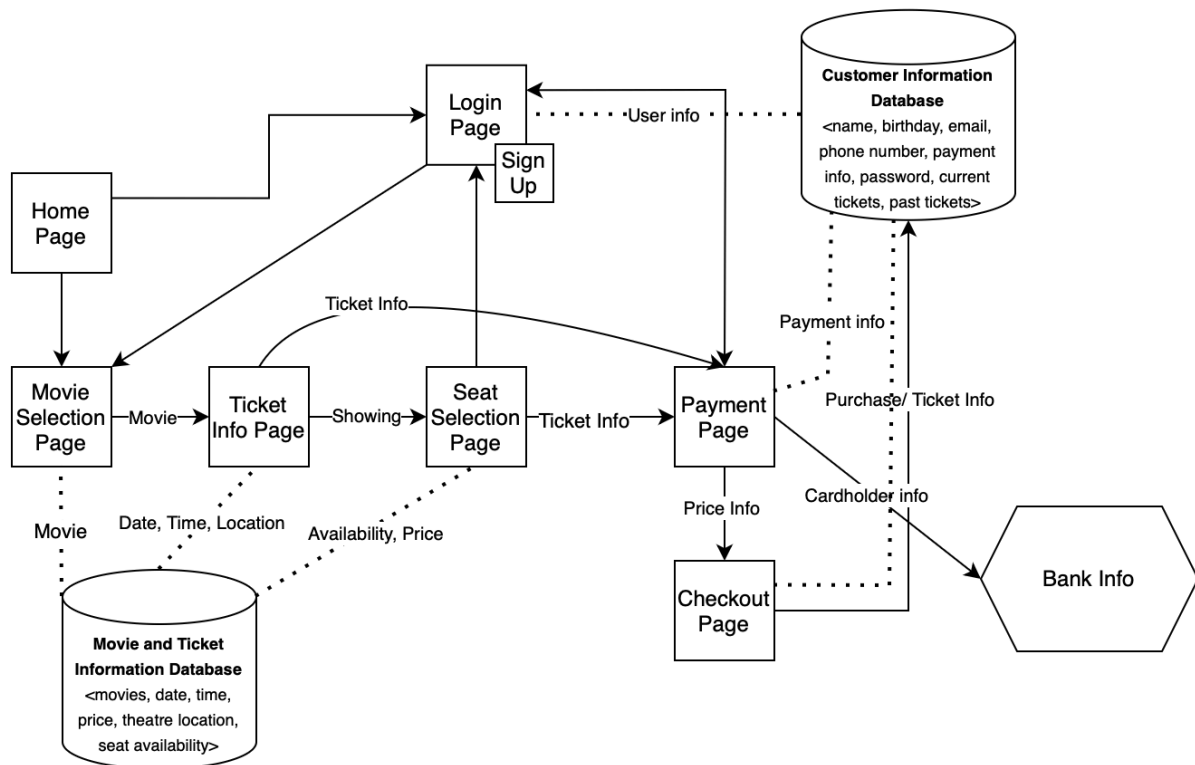 Customer Information
Database
<name, birthday, email,
phone number, payment
info, password, current
tickets, past tickets>
Login
Page
User info
Sign
Up
Home
Page
Ticket Info
Payment info
Movie
Selection
Page
Movie
Ticket
Info Page
Showing
Seat
Selection
Page
Ticket Info
Payment
Page
Purchase/ Ticket Info
Cardholder info
Price Info
Movie
Date, Time, Location
Availability, Price
Bank Info
Checkout
Page
Movie and Ticket
Information Database
<movies, date, time,
price, theatre location,
seat availability>